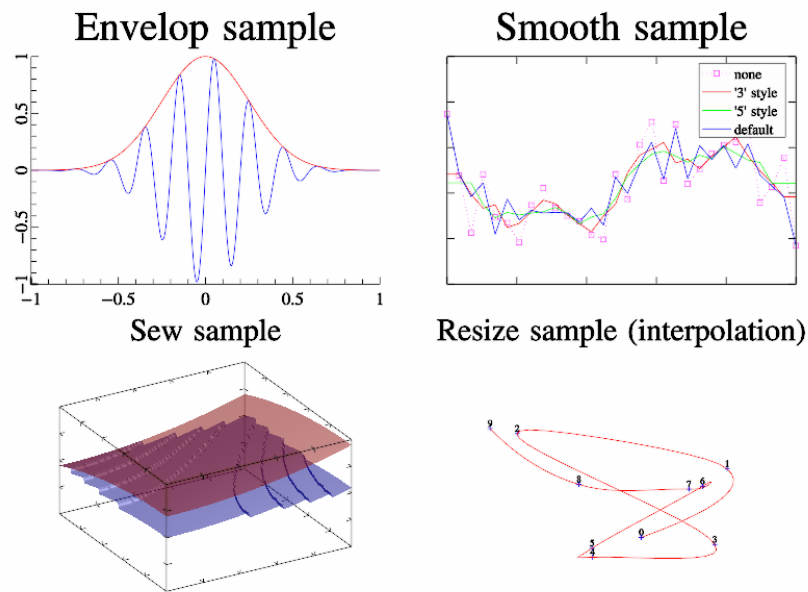 Envelop sample
1
0.5
0
−0.5
−1
−1
−0.5
0
0.5
1
Smooth sample
none
'3' style
'5' style
default
Sew sample
Resize sample (interpolation)
9
2
1
8
7
6
0
5
4
3